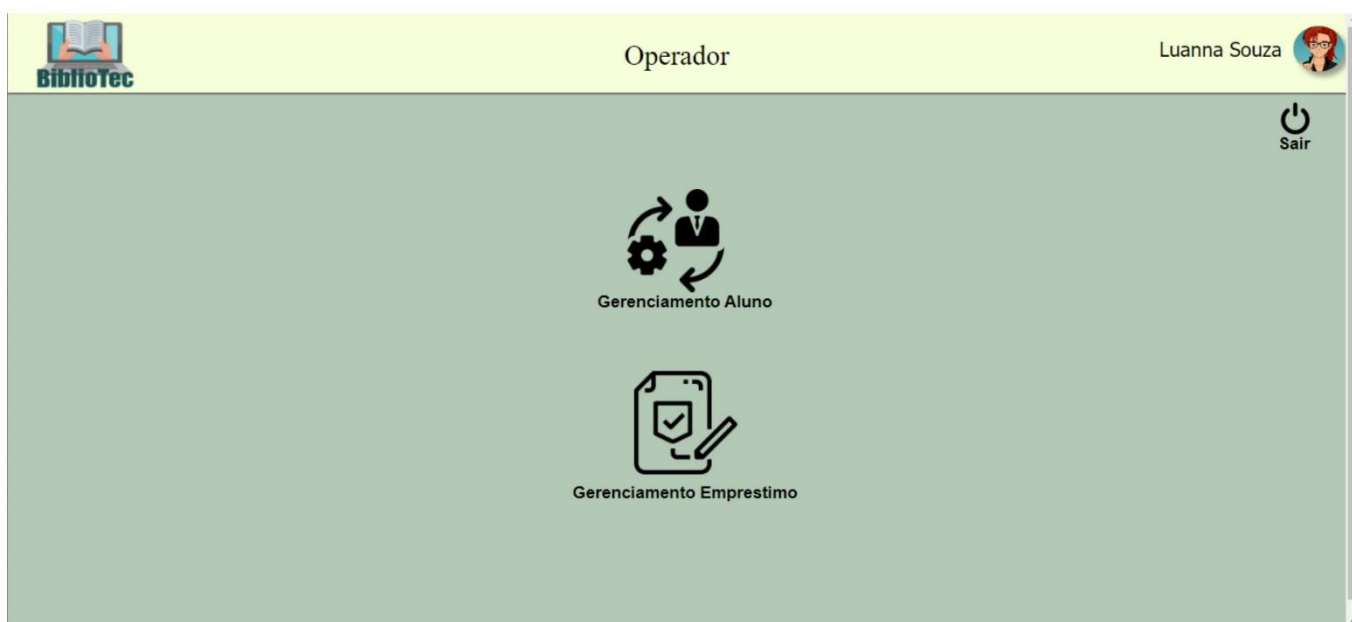 BiblioTec
Operador
Luanna Souza
Sair
Gerenciamento Aluno
Gerenciamento Emprestimo